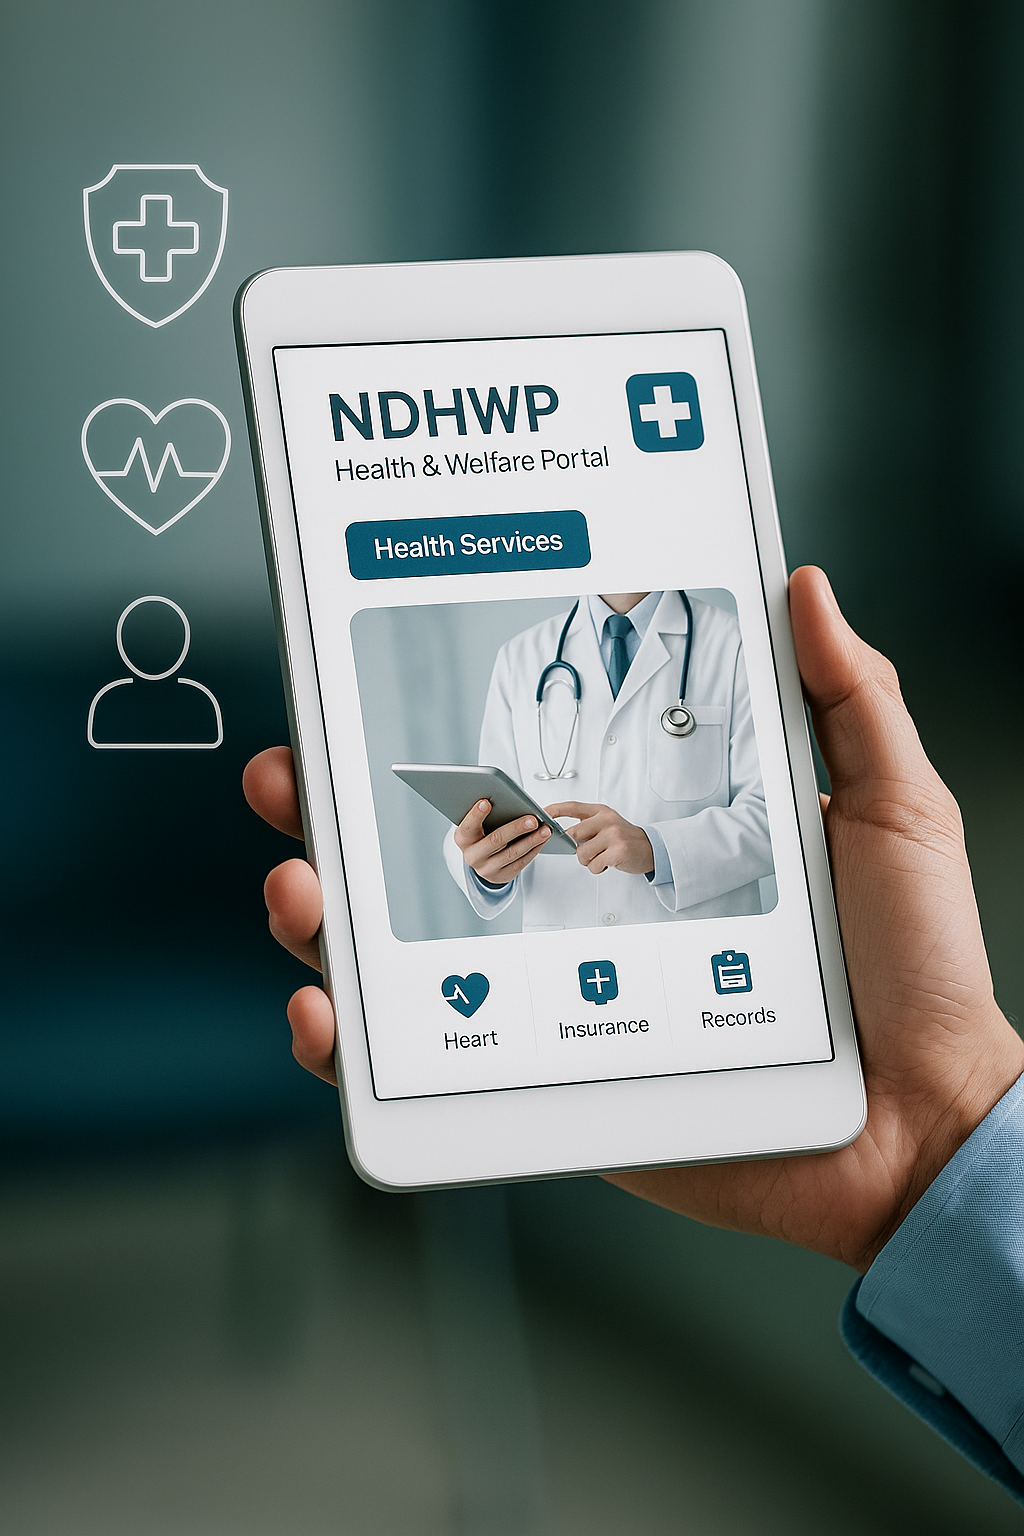 NDHWP
Health & Welfare Portal
Health Services
Heart
Insurance
Records